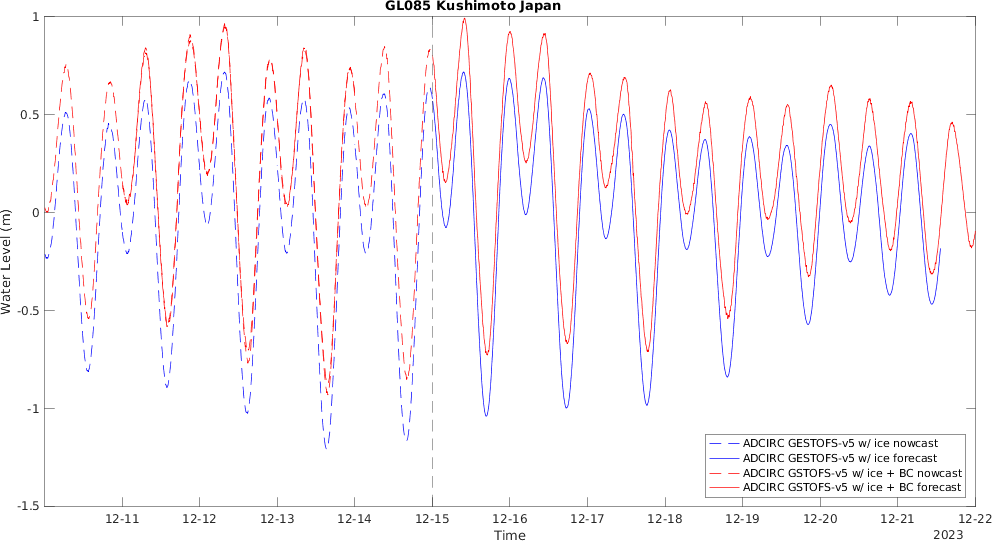 GL085 Kushimoto Japan
1
0.5
0
-0.5
-1
-1.5
Water Level (m)
ADCIRC GESTOFS-v5 w/ ice nowcast
ADCIRC GESTOFS-v5 w/ ice forecast
ADCIRC GSTOFS-v5 w/ ice + BC nowcast
ADCIRC GSTOFS-v5 w/ ice + BC forecast
12-11 12-12 12-13 12-14 12-15 12-16 12-17 12-18 12-19 12-20 12-21 12-22
Time
2023